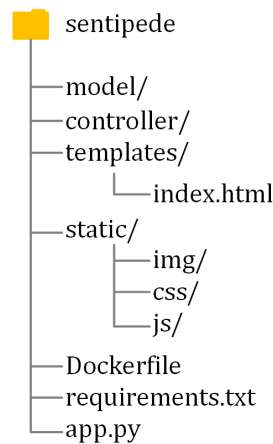 sentipede
model/
controller/
templates/
index.html
static/
img/
css/
js/
Dockerfile
requirements.txt
app.py